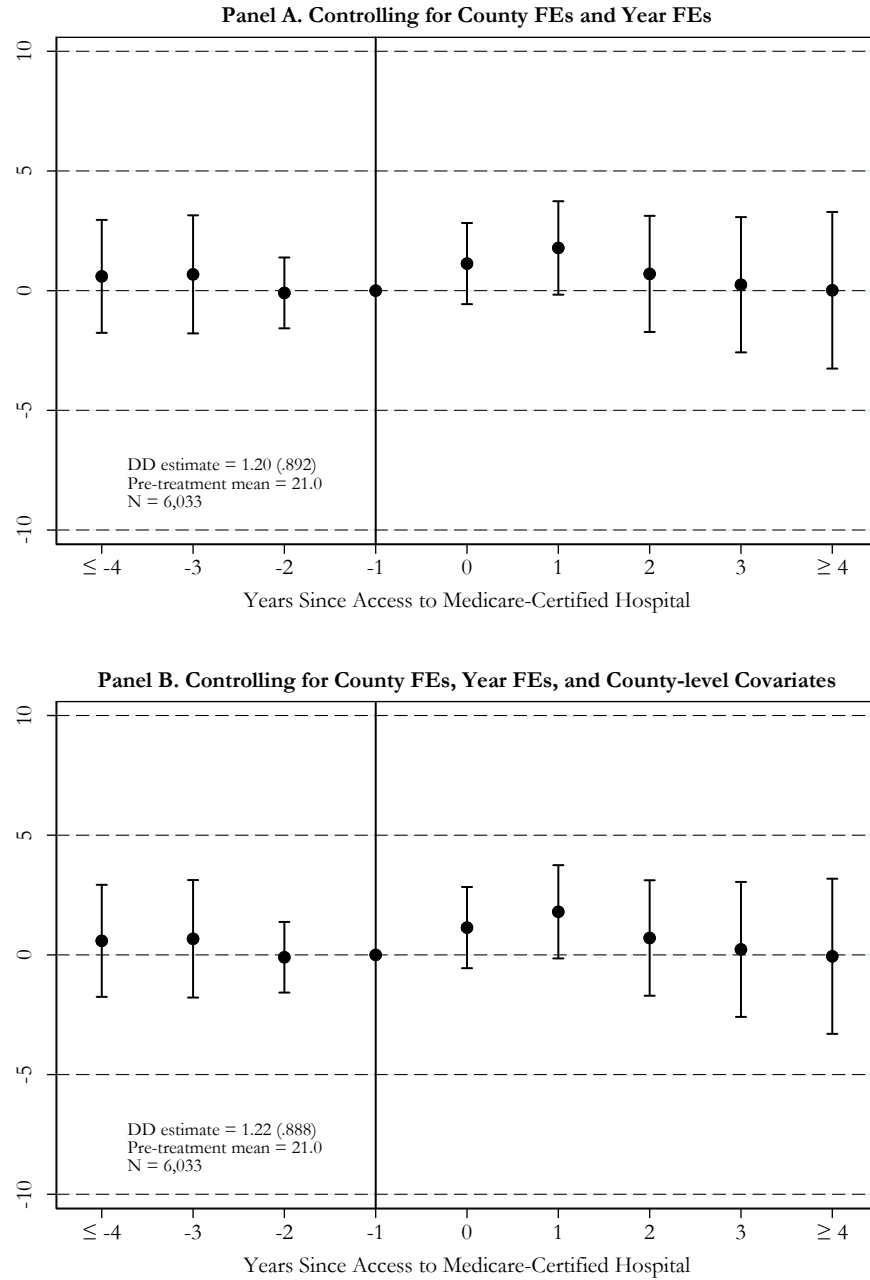 Panel A. Controlling for County FEs and Year FEs
10
5
0
-5
-10
DD estimate = 1.20 (.892)
Pre-treatment mean = 21.0
N = 6,033
≤ -4 -3 -2 -1 0 1 2 3 ≥ 4
Years Since Access to Medicare-Certified Hospital
Panel B. Controlling for County FEs, Year FEs, and County-level Covariates
10
5
0
-5
-10
DD estimate = 1.22 (.888)
Pre-treatment mean = 21.0
N = 6,033
≤ -4 -3 -2 -1 0 1 2 3 ≥ 4
Years Since Access to Medicare-Certified Hospital